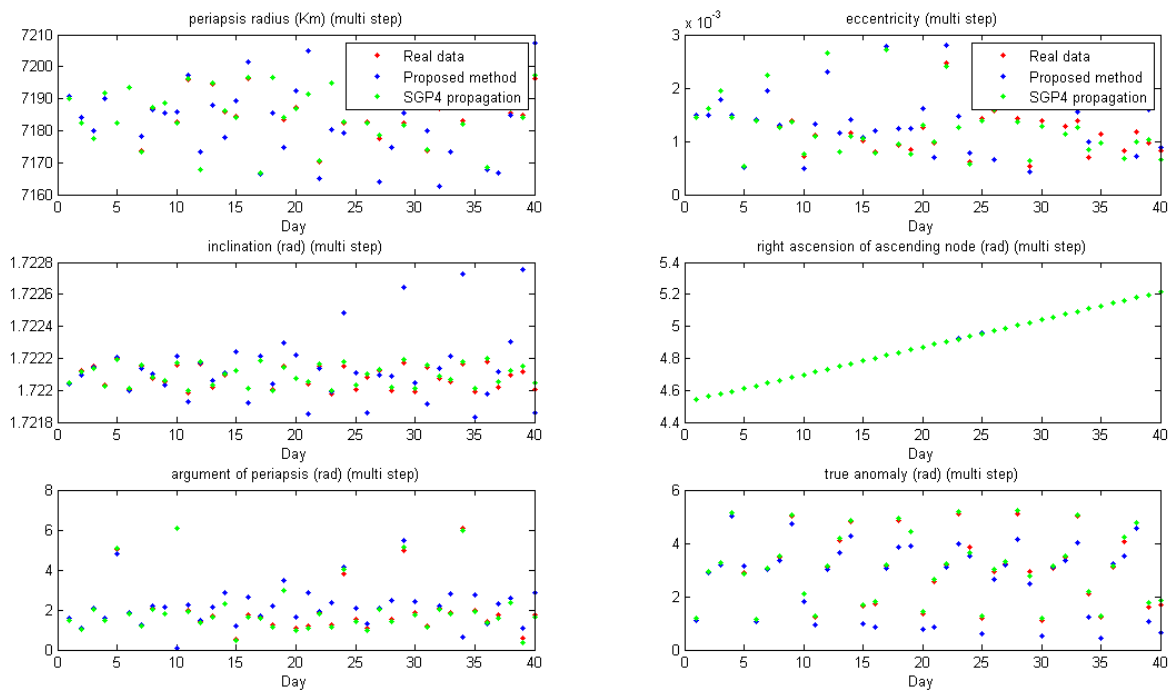 periapsis radius (Km) (multi step)
7210
7200
7190
7180
7170
7160
0 5 10 15 20 25 30 35 40
Day
Real data
Proposed method
SGP4 propagation
eccentricity (multi step)
x 10^-3
3
2
1
0
0 5 10 15 20 25 30 35 40
Day
Real data
Proposed method
SGP4 propagation
inclination (rad) (multi step)
1.7228
1.7226
1.7224
1.7222
1.722
1.7218
0 5 10 15 20 25 30 35 40
Day
right ascension of ascending node (rad) (multi step)
5.4
5.2
5
4.8
4.6
4.4
0 5 10 15 20 25 30 35 40
Day
argument of periapsis (rad) (multi step)
8
6
4
2
0
0 5 10 15 20 25 30 35 40
Day
true anomaly (rad) (multi step)
6
4
2
0
0 5 10 15 20 25 30 35 40
Day